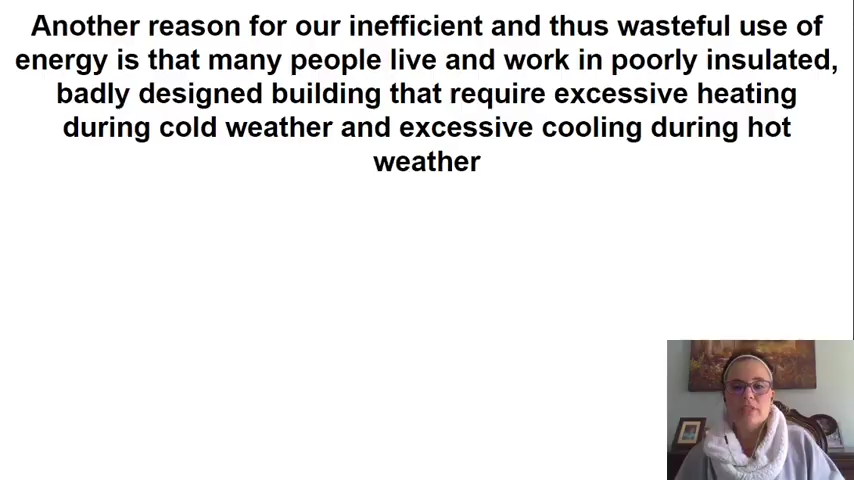 Another reason for our inefficient and thus wasteful use of
energy is that many people live and work in poorly insulated,
badly designed building that require excessive heating
during cold weather and excessive cooling during hot
weather